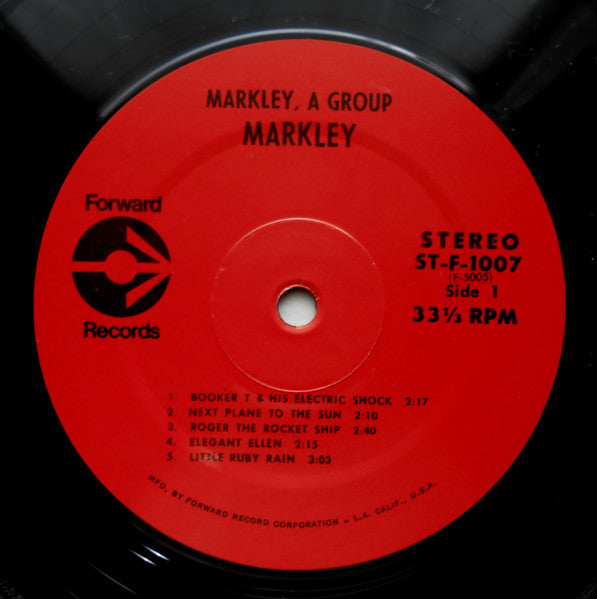 MARKLEY, A GROUP
MARKLEY
Forward
Records
STEREO
ST-F-1007
(F-5005)
Side 1
33⅓ RPM
1. BOOKER T & HIS ELECTRIC SHOCK 2:17
2. NEXT PLANE TO THE SUN 2:10
3. ROGER THE ROCKET SHIP 2:40
4. ELEGANT ELLEN 2:15
5. LITTLE RUBY RAIN 3:03
MFD. BY FORWARD RECORD CORPORATION • L.A. CALIF., U.S.A.